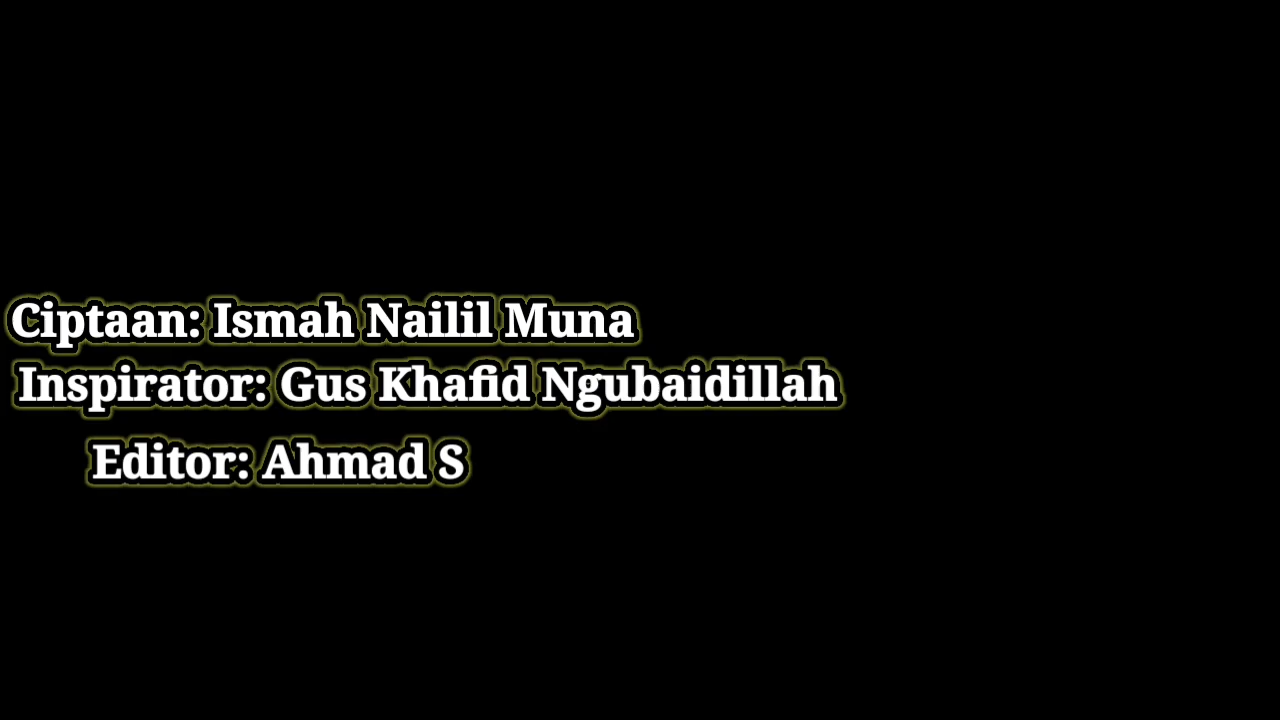 Ciptaan: Ismah Nailil Muna
Inspirator: Gus Khafid Ngubaidillah
Editor: Ahmad S